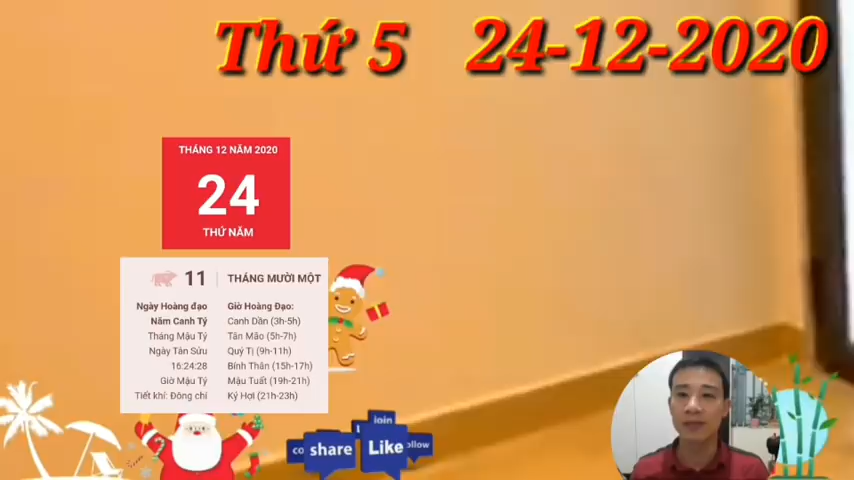 Thứ 5 24-12-2020
THÁNG 12 NĂM 2020
24
THỨ NĂM
11 THÁNG MƯỜI MỘT
Ngày Hoàng đạo Giờ Hoàng Đạo:
Năm Canh Tý Canh Dần (3h-5h)
Tháng Mậu Tý Tân Mão (5h-7h)
Ngày Tân Sửu Quý Tị (9h-11h)
16:24:28 Bính Thân (15h-17h)
Giờ Mậu Tý Mậu Tuất (19h-21h)
Tiết khí: Đông chí Kỷ Hợi (21h-23h)
join
share Like ollow